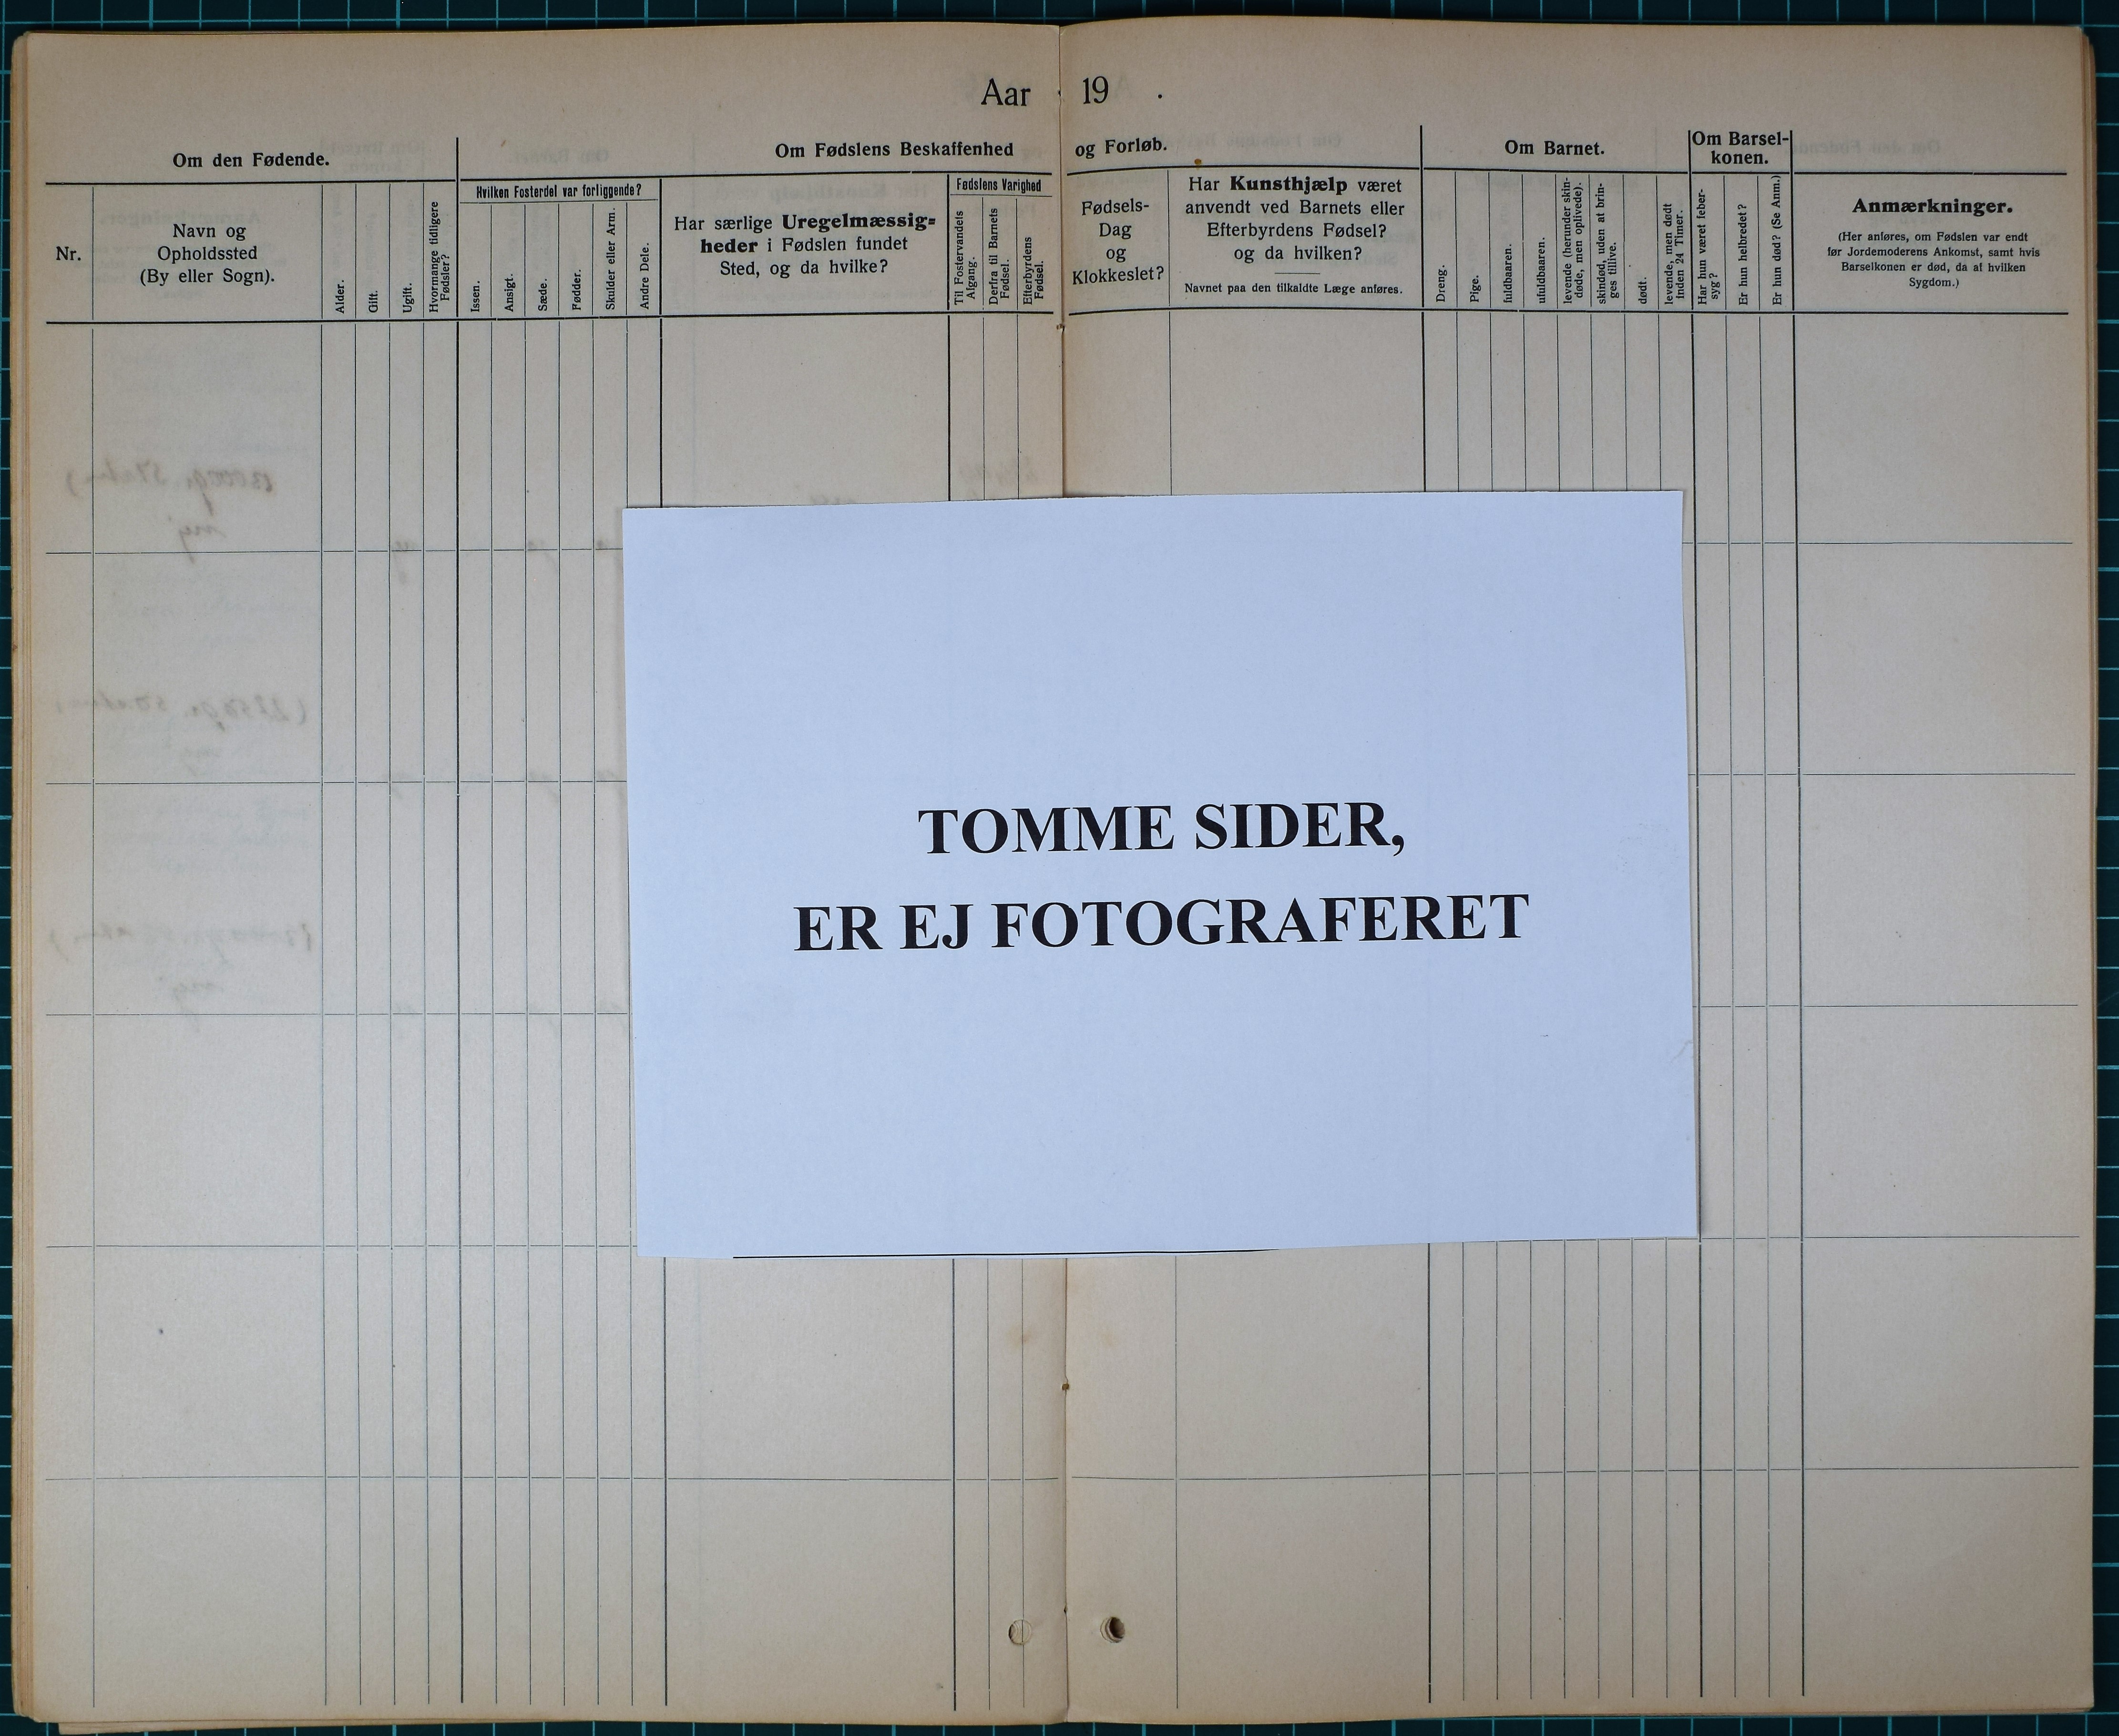 Aar 19 .
Om den Fødende.
Om Fødslens Beskaffenhed og Forløb.
Om Barnet.
Om Barsel-
konen.
Nr.
Navn og
Opholdssted
(By eller Sogn).
Alder.
Gift.
Ugift.
Hvormange tidligere
Fødsler?
Hvilken Fosterdel var forliggende?
Issen.
Ansigt.
Sæde.
Fødder.
Skulder eller Arm.
Andre Dele.
Har særlige Uregelmæssig=
heder i Fødslen fundet
Sted, og da hvilke?
Fødslens Varighed
Til Fostervandets
Afgang.
Derfra til Barnets
Fødsel.
Efterbyrdens
Fødsel.
Fødsels-
Dag
og
Klokkeslet?
Har Kunsthjælp været
anvendt ved Barnets eller
Efterbyrdens Fødsel?
og da hvilken?
Navnet paa den tilkaldte Læge anføres.
Dreng.
Pige.
fuldbaaren.
ufuldbaaren.
levende (herunder skin-
døde, men oplivede).
skindød, uden at brin-
ges tillive.
dødt.
levende, men dødt
inden 24 Timer.
Har hun været feber-
syg?
Er hun helbredet?
Er hun død? (Se Anm.)
Anmærkninger.
(Her anføres, om Fødslen var endt
før Jordemoderens Ankomst, samt hvis
Barselkonen er død, da af hvilken
Sygdom.)
TOMME SIDER,
ER EJ FOTOGRAFERET